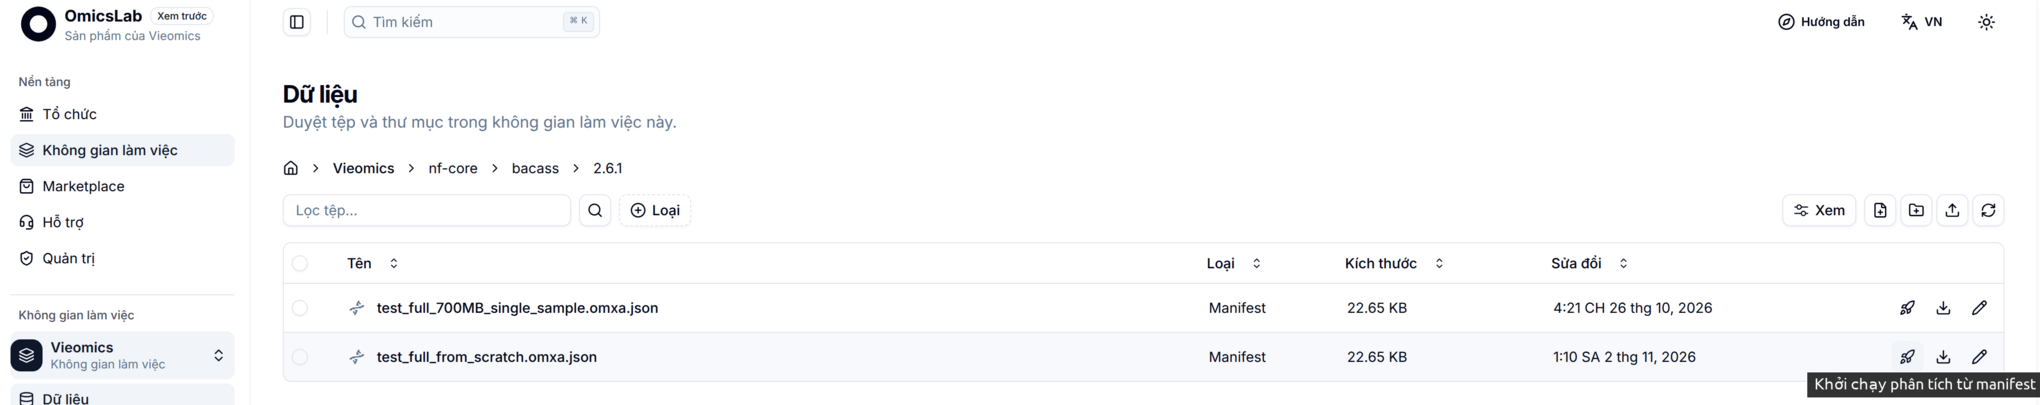 OmicsLab Xem trước
Sản phẩm của Vieomics
Tìm kiếm ⌘ K
Hướng dẫn
VN
Nền tảng
Tổ chức
Không gian làm việc
Marketplace
Hỗ trợ
Quản trị
Không gian làm việc
Vieomics
Không gian làm việc
Dữ liệu
Dữ liệu
Duyệt tệp và thư mục trong không gian làm việc này.
Vieomics > nf-core > bacass > 2.6.1
Lọc tệp... Loại Xem
Tên Loại Kích thước Sửa đổi
test_full_700MB_single_sample.omxa.json Manifest 22.65 KB 4:21 CH 26 thg 10, 2026
test_full_from_scratch.omxa.json Manifest 22.65 KB 1:10 SA 2 thg 11, 2026
Khởi chạy phân tích từ manifest